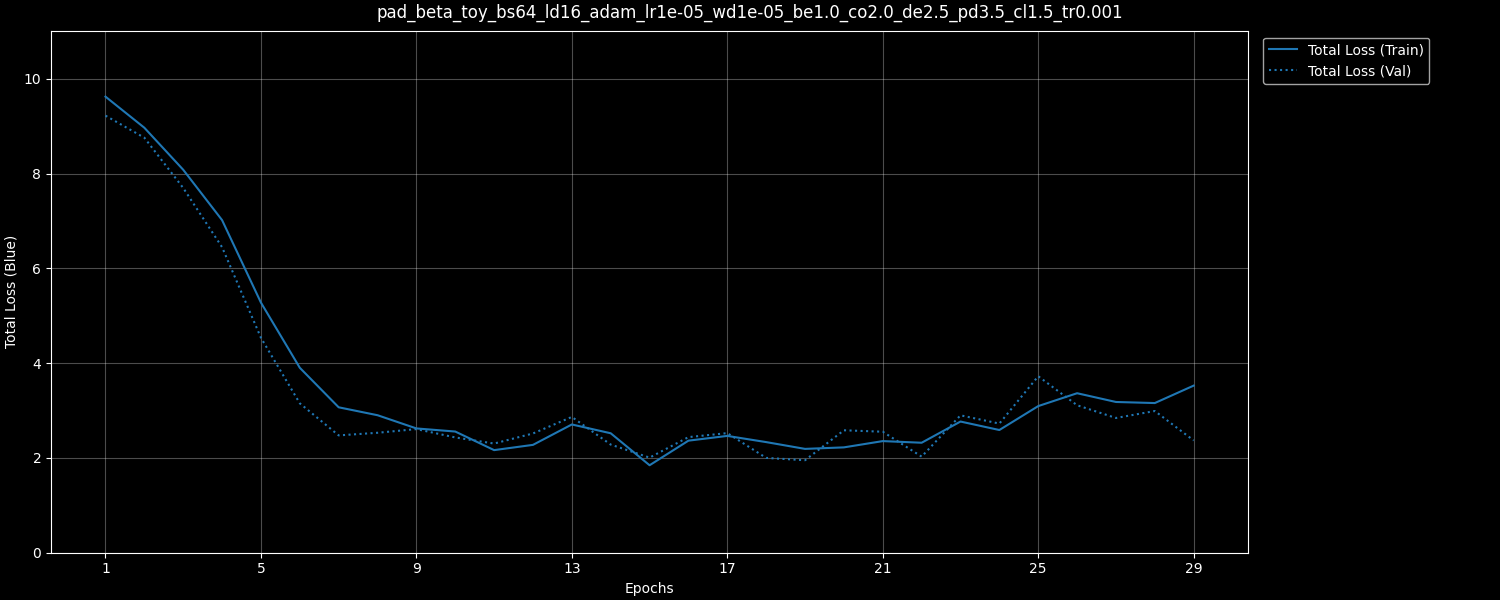 pad_beta_toy_bs64_ld16_adam_lr1e-05_wd1e-05_be1.0_co2.0_de2.5_pd3.5_cl1.5_tr0.001
Total Loss (Train)
Total Loss (Val)
Total Loss (Blue)
10
8
6
4
2
0
1 5 9 13 17 21 25 29
Epochs